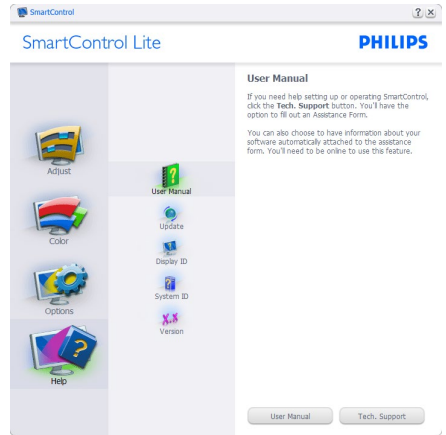 SmartControl
SmartControl Lite
PHILIPS
Adjust
Color
Options
Help
User Manual
Update
Display ID
System ID
X.X
Version
User Manual
If you need help setting up or operating SmartControl,
click the Tech. Support button. You'll have the
option to fill out an Assistance Form.
You can also choose to have information about your
software automatically attached to the assistance
form. You'll need to be online to use this feature.
User Manual
Tech. Support